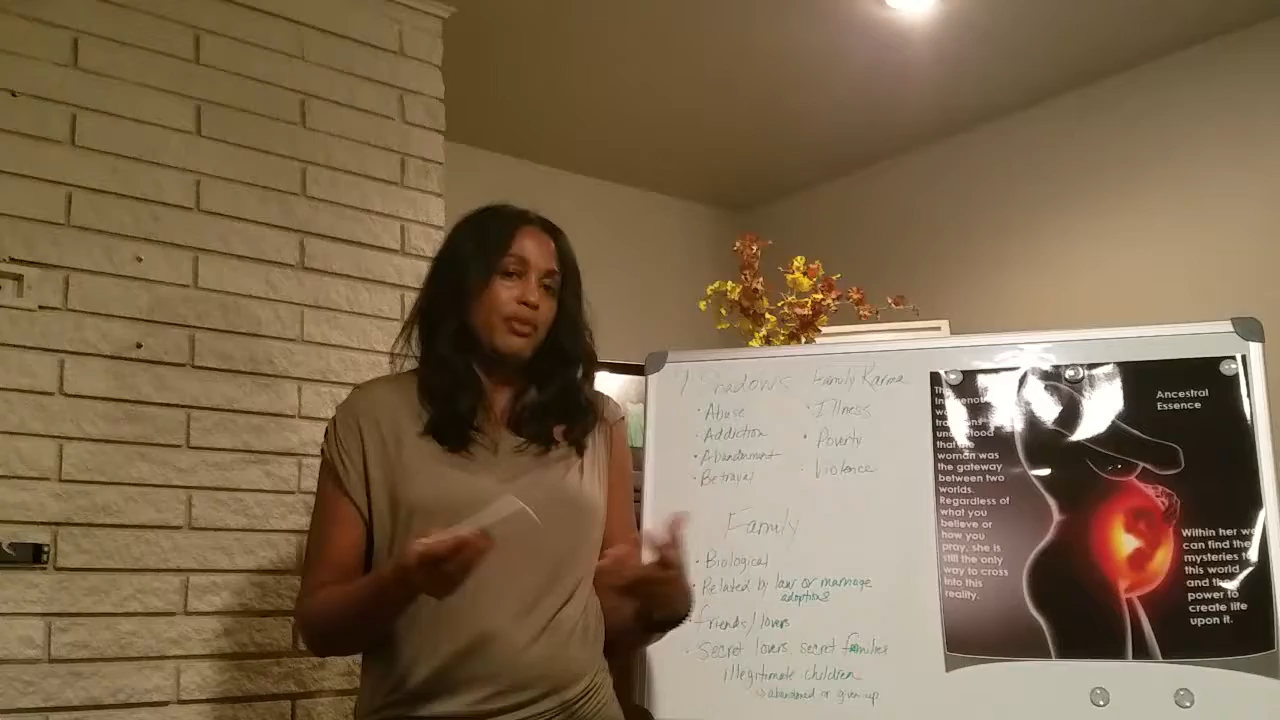 7 Shadows Family Karma
• Abuse
• Addiction
• Abandonment
• Betrayal
• Illness
• Poverty
• Violence
Family
• Biological
• Related by law or marriage
adoptions
• friends/lovers
• Secret lovers, secret families
illegitimate children
abandoned or given up
Ancestral
Essence
that the
woman was
the gateway
between two
worlds.
Regardless of
what you
believe or
how you
pray, she is
still the only
way to cross
into this
reality.
Within her we
can find the
mysteries to
this world
and the
power to
create life
upon it.